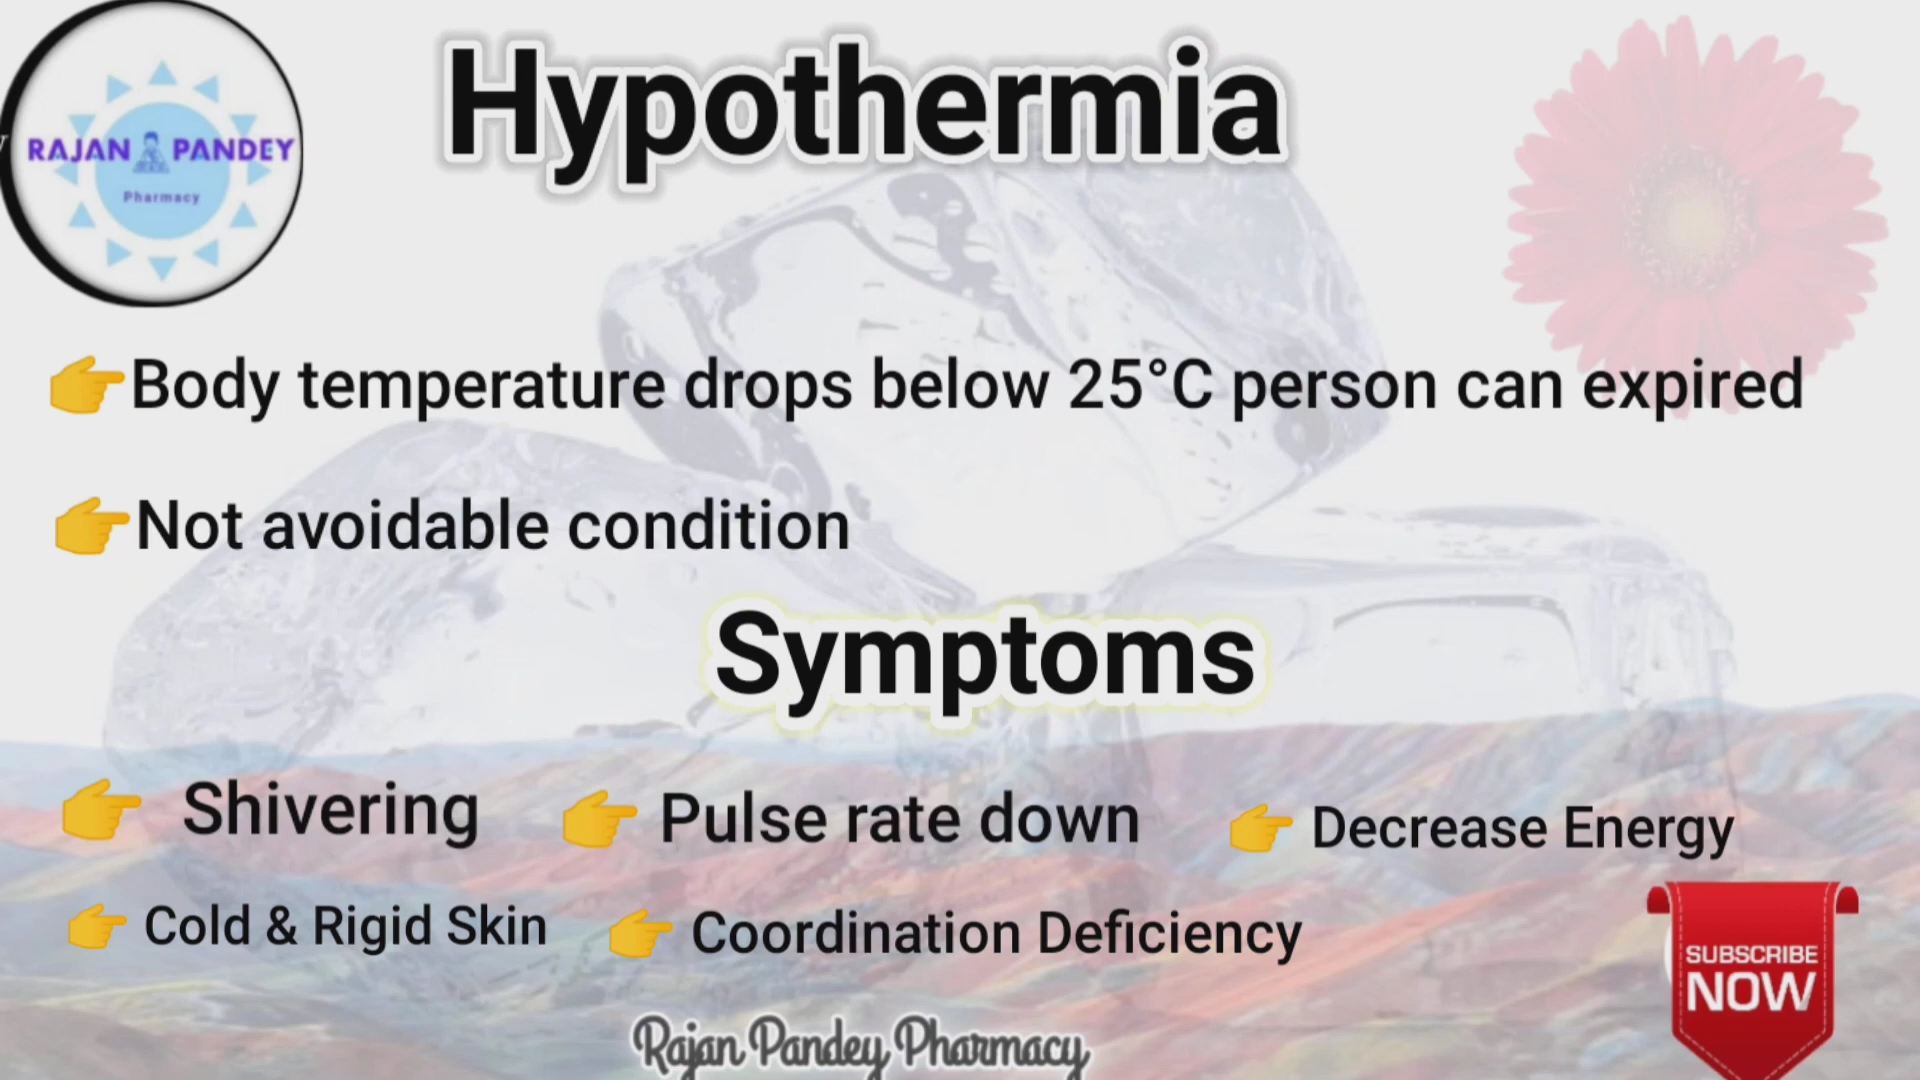 Hypothermia
RAJAN PANDEY
Pharmacy
👉Body temperature drops below 25°C person can expired
👉Not avoidable condition
Symptoms
👉 Shivering 👉 Pulse rate down 👉 Decrease Energy
👉 Cold & Rigid Skin 👉 Coordination Deficiency
SUBSCRIBE
NOW
Rajan Pandey Pharmacy